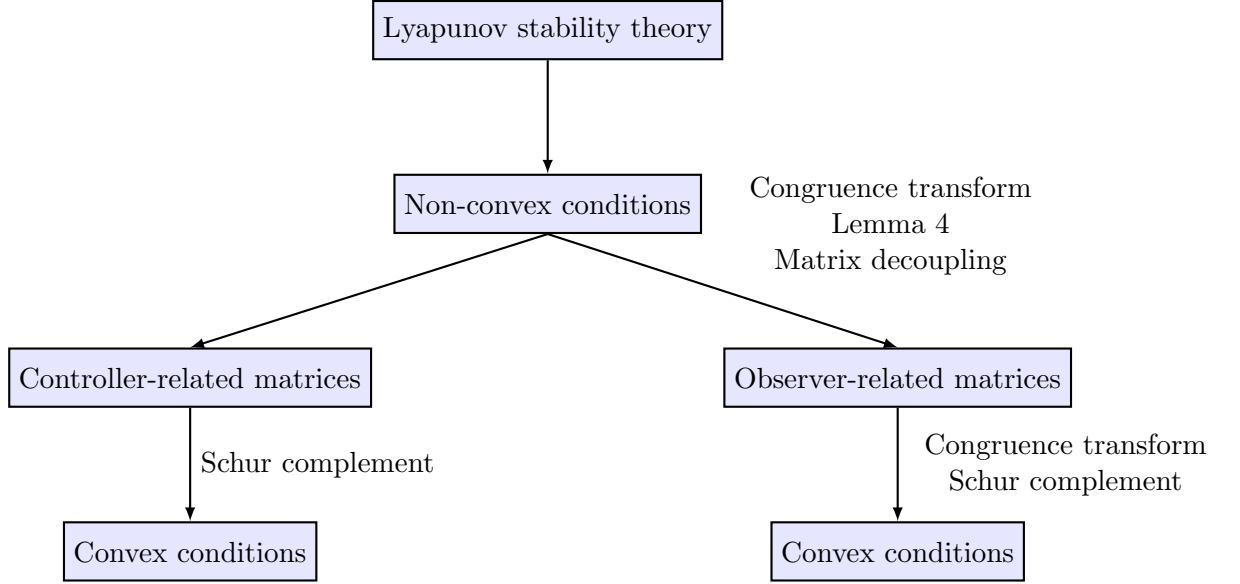 Lyapunov stability theory
Non-convex conditions
Congruence transform
Lemma 4
Matrix decoupling
Controller-related matrices
Observer-related matrices
Schur complement
Congruence transform
Schur complement
Convex conditions
Convex conditions